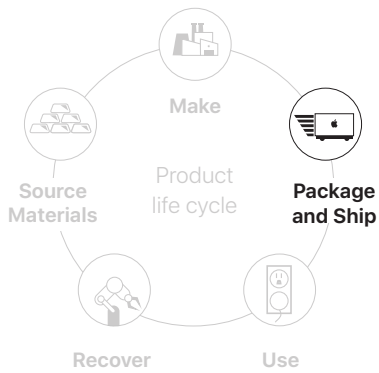 Make
Product
life cycle
Source
Materials
Package
and Ship
Recover
Use